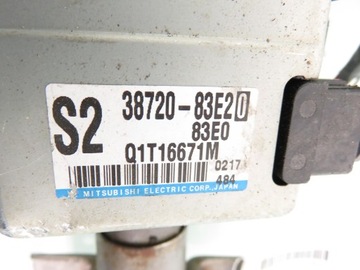 S2 38720-83E20
83E0
Q1T16671M
0217
484
MITSUBISHI ELECTRIC CORP. JAPAN